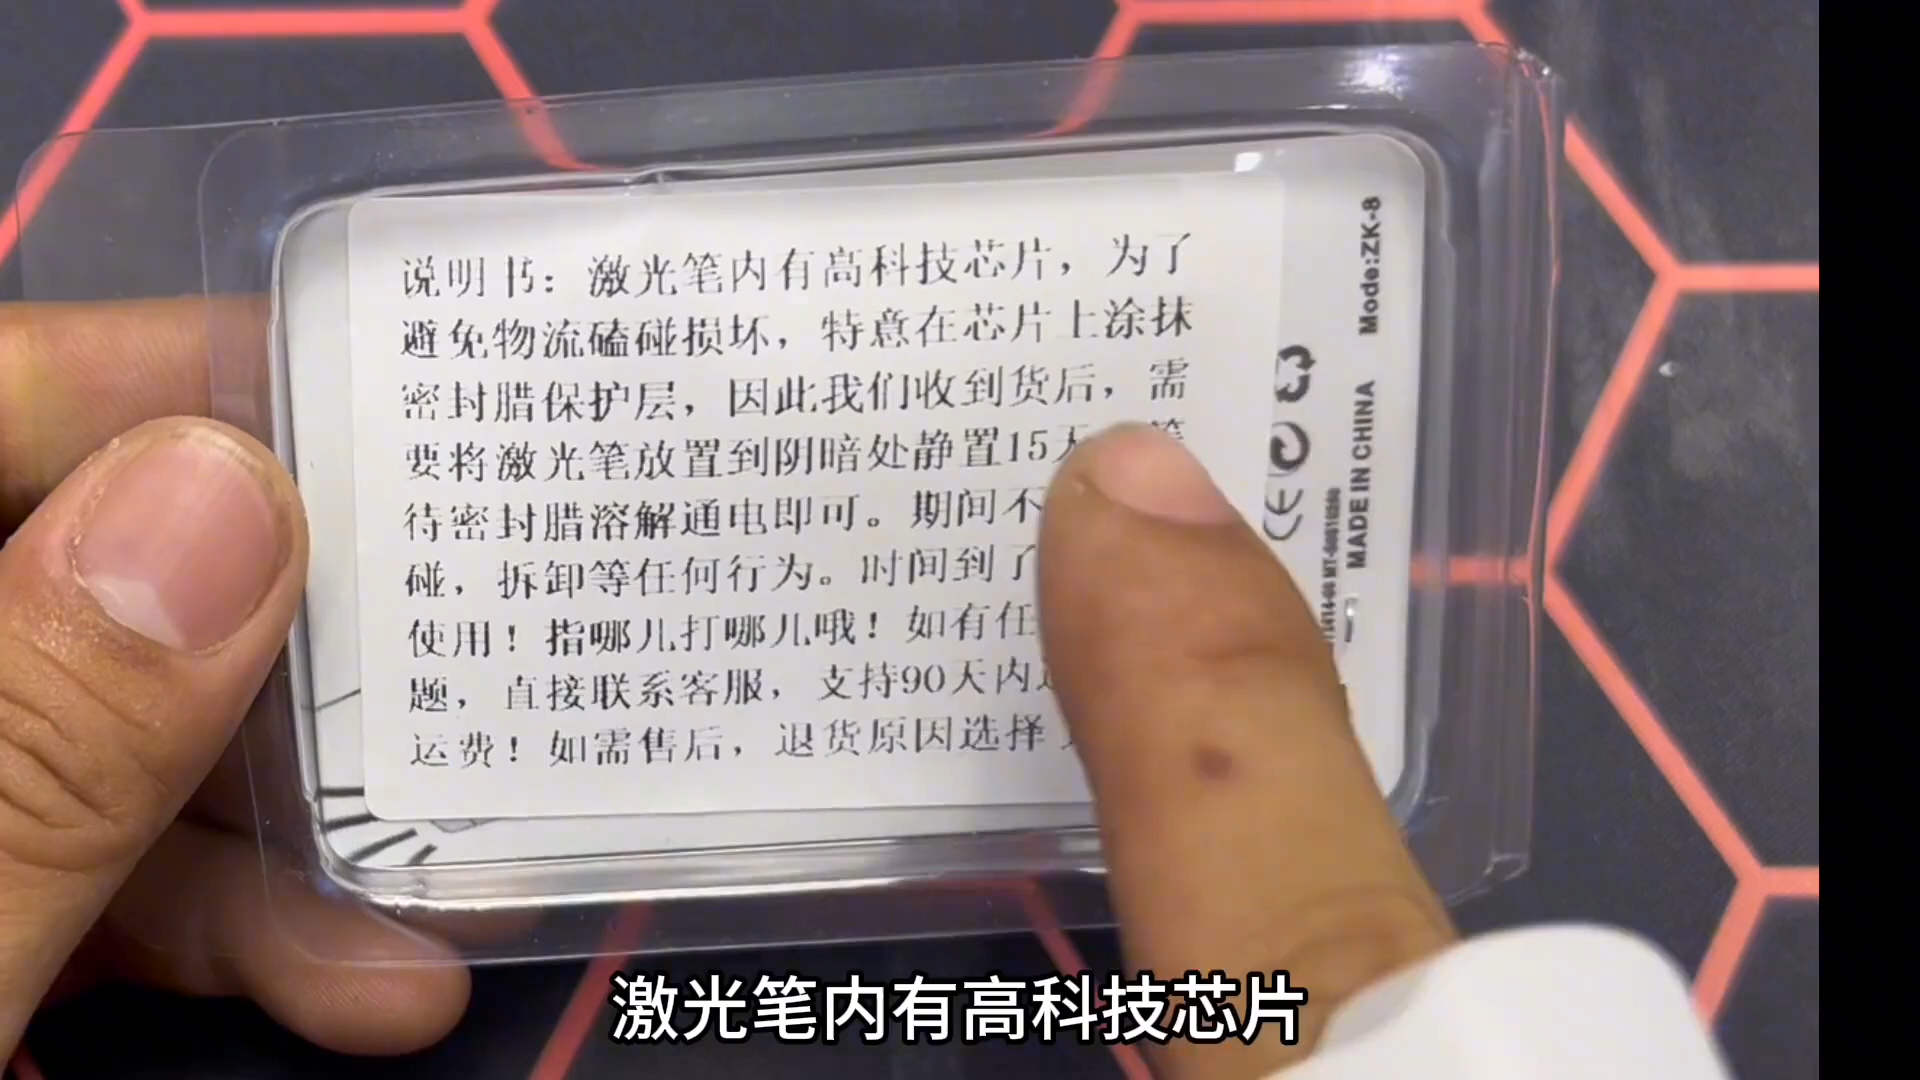 说明书：激光笔内有高科技芯片，为了
避免物流磕碰损坏，特意在芯片上涂抹
密封腊保护层，因此我们收到货后，需
要将激光笔放置到阴暗处静置15天
待密封腊溶解通电即可。期间不
碰，拆卸等任何行为。时间到了
使用！指哪儿打哪儿哦！如有任
题，直接联系客服，支持90天内
运费！如需售后，退货原因选择
Mode:ZK-8
MADE IN CHINA
CE
激光笔内有高科技芯片